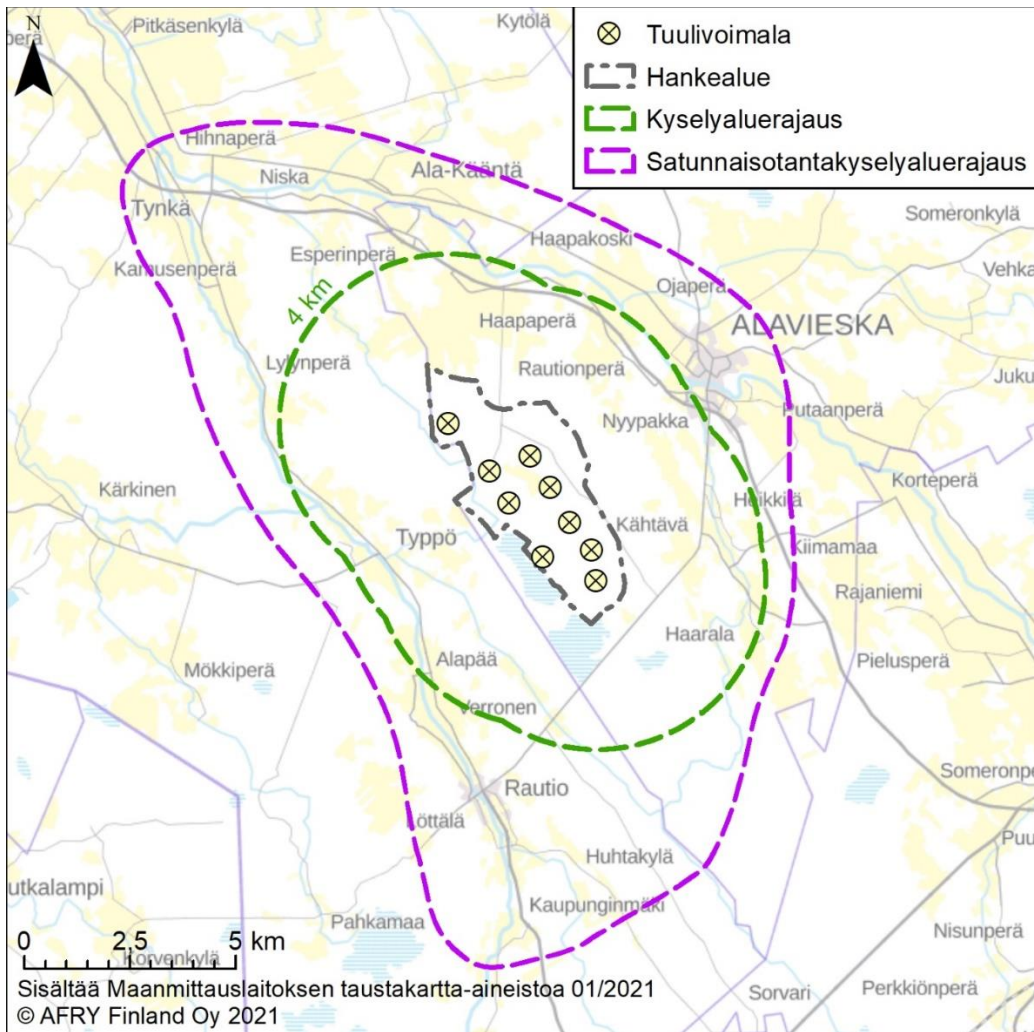 N
Pitkäsenkylä
Kytölä
perä
Tuulivoimala
Hankealue
Kyselyaluerajaus
Satunnaisotantakyselyaluerajaus
Hihnaperä
Niska
Ala-Kääntä
Tynkä
Someronkylä
Haapakoski
Esperinperä
Kamusenperä
Vehka
Ojaperä
4 km
Haapaperä
ALAVIESKA
Lylynperä
Rautionperä
Juku
Nyypakka
Putaanperä
Korteperä
Kärkinen
Heikkilä
Kähtävä
Typpö
Kiimamaa
Rajaniemi
Haarala
Alapää
Pielusperä
Mökkiperä
Verronen
Someronpe
Rautio
Löttälä
Puu
Huhtakylä
utkalampi
Kaupunginmäki
Pahkamaa
Nisunperä
0 2,5 5 km
Korvenkylä
Sisältää Maanmittauslaitoksen taustakartta-aineistoa 01/2021
Sorvari
Perkkiönperä
© AFRY Finland Oy 2021